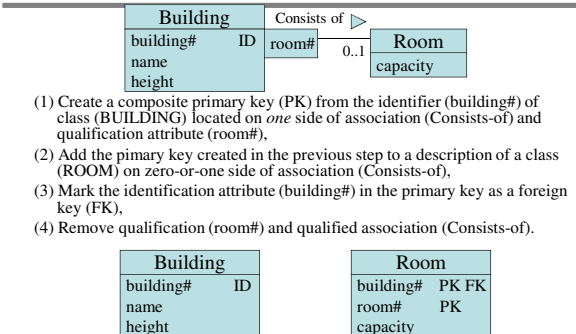 Building
Consists of
building# ID
room#
0..1
Room
name
capacity
height
(1) Create a composite primary key (PK) from the identifier (building#) of
class (BUILDING) located on one side of association (Consists-of) and
qualification attribute (room#),
(2) Add the pimary key created in the previous step to a description of a class
(ROOM) on zero-or-one side of association (Consists-of),
(3) Mark the identification attribute (building#) in the primary key as a foreign
key (FK),
(4) Remove qualification (room#) and qualified association (Consists-of).
Building
building# ID
name
height
Room
building# PK FK
room# PK
capacity